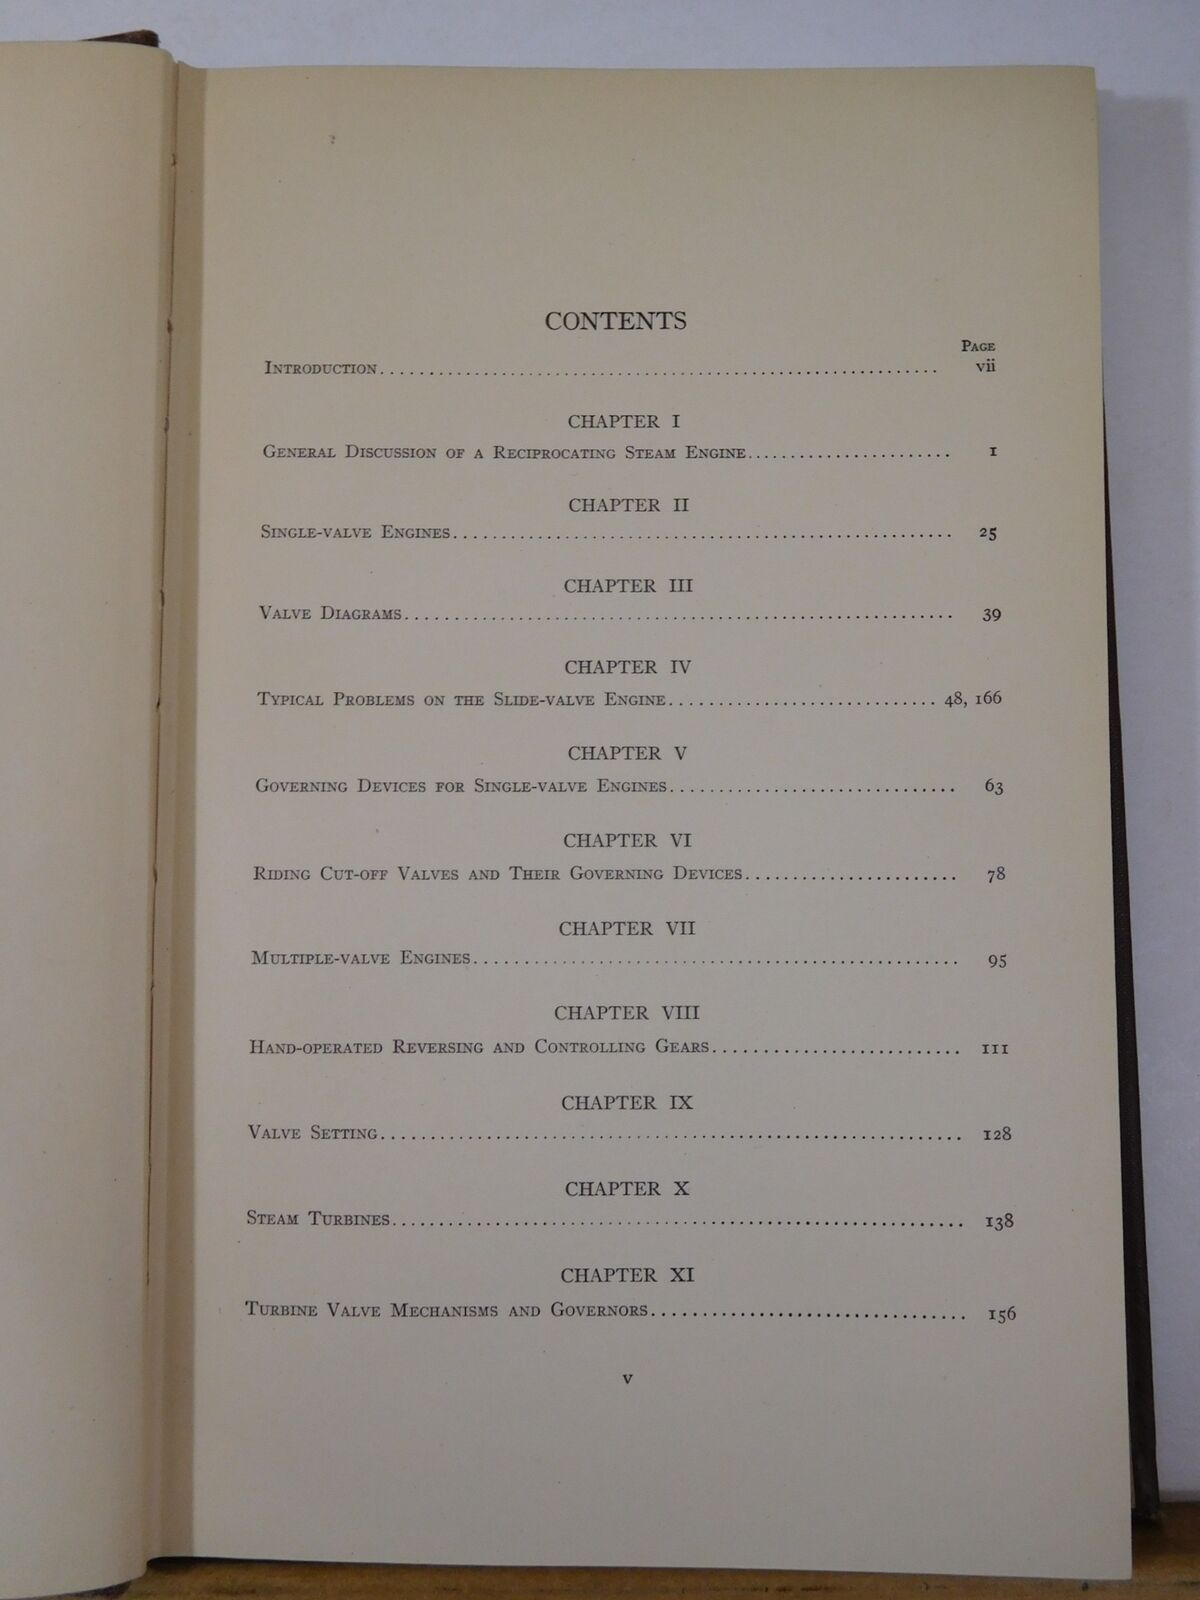 CONTENTS
PAGE
INTRODUCTION............................................................ vii
CHAPTER I
GENERAL DISCUSSION OF A RECIPROCATING STEAM ENGINE........................ 1
CHAPTER II
SINGLE-VALVE ENGINES.................................................... 25
CHAPTER III
VALVE DIAGRAMS......................................................... 39
CHAPTER IV
TYPICAL PROBLEMS ON THE SLIDE-VALVE ENGINE............................ 48, 166
CHAPTER V
GOVERNING DEVICES FOR SINGLE-VALVE ENGINES.............................. 63
CHAPTER VI
RIDING CUT-OFF VALVES AND THEIR GOVERNING DEVICES...................... 78
CHAPTER VII
MULTIPLE-VALVE ENGINES.................................................. 95
CHAPTER VIII
HAND-OPERATED REVERSING AND CONTROLLING GEARS.......................... 111
CHAPTER IX
VALVE SETTING........................................................... 128
CHAPTER X
STEAM TURBINES.......................................................... 138
CHAPTER XI
TURBINE VALVE MECHANISMS AND GOVERNORS................................. 156
v